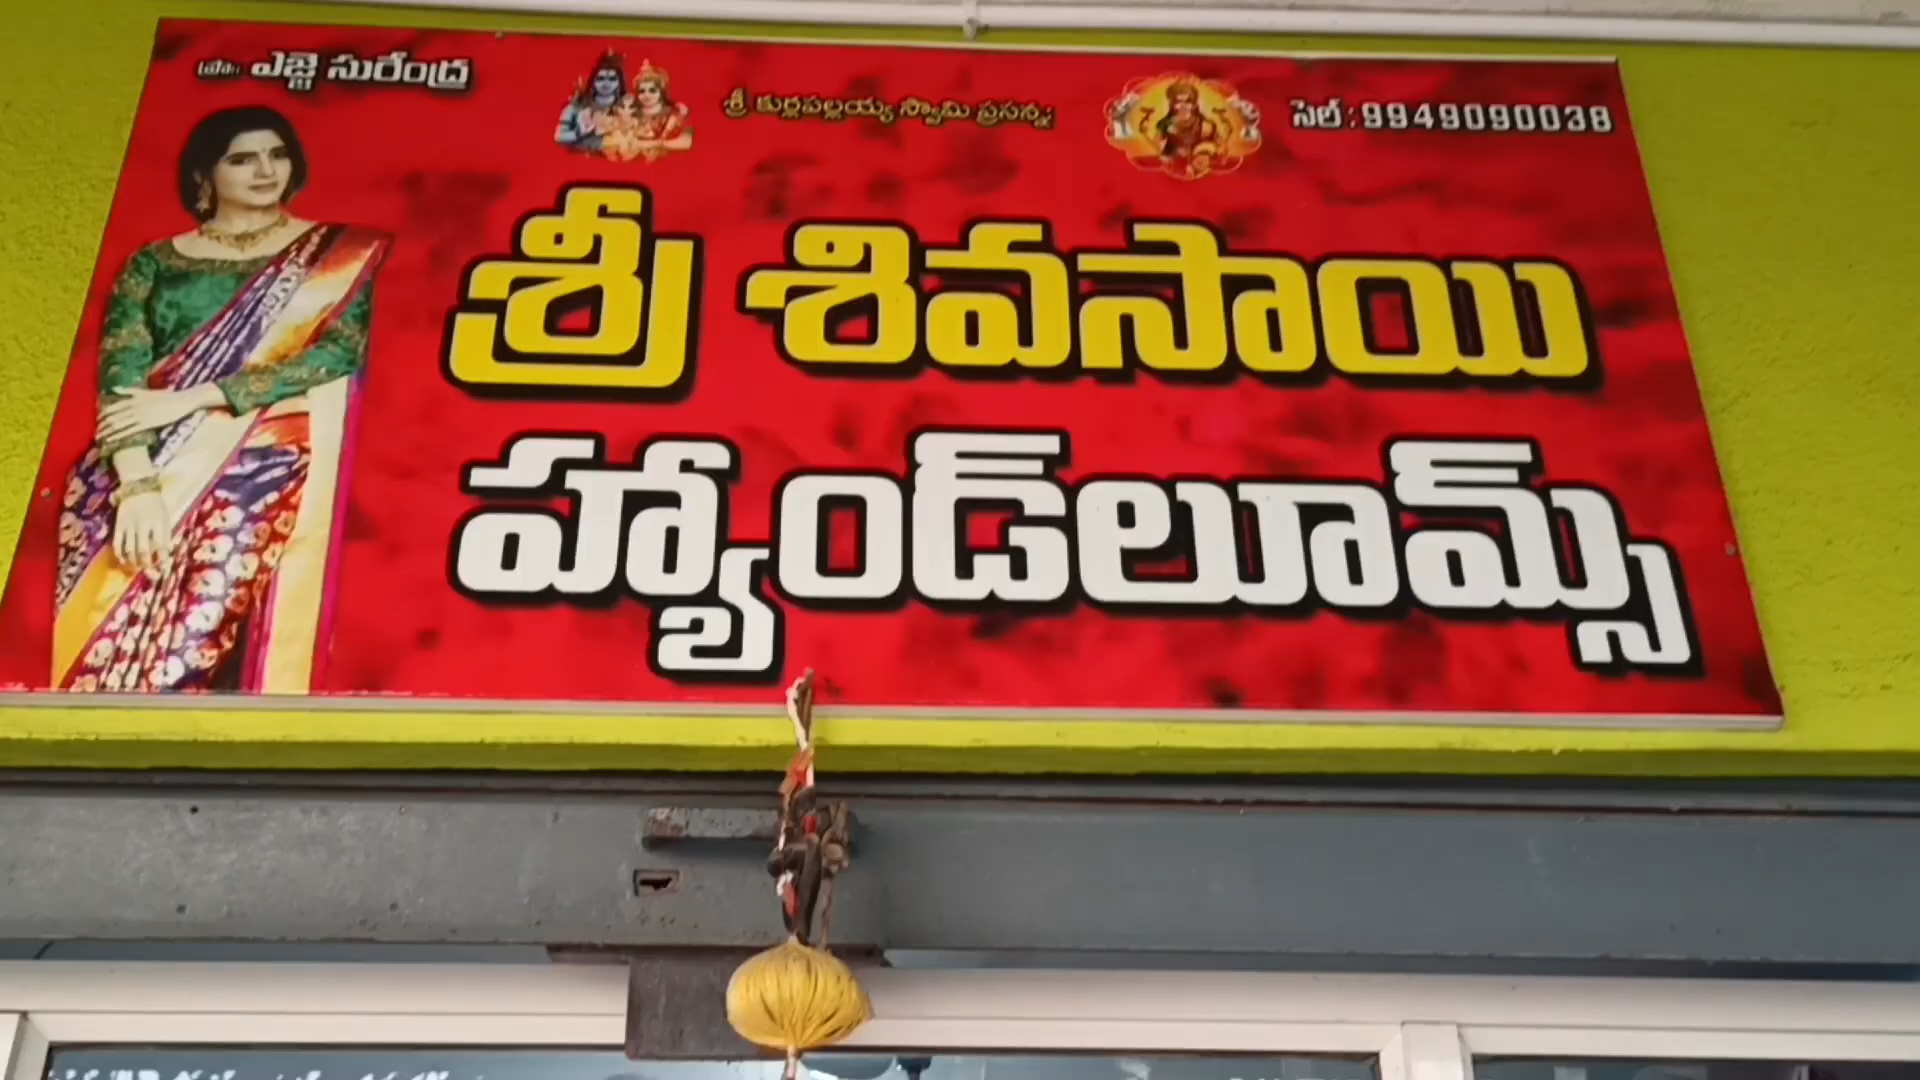 ప్రో: ఎజ్జె సురేంద్ర
శ్రీ కుర్లపల్లయ్య స్వామి ప్రసన్న:
సెల్ : 9949090038
శ్రీ శివసాయి
హ్యాండ్‌లూమ్స్